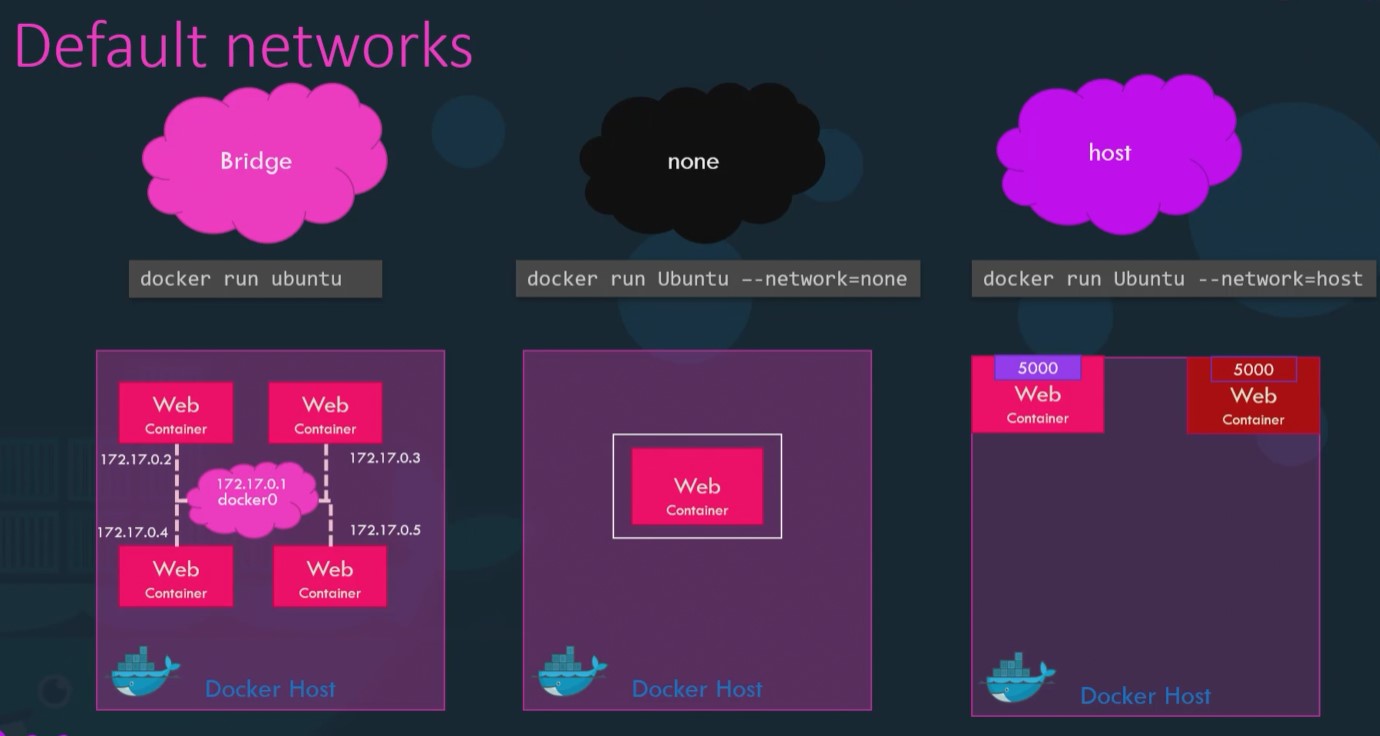 Default networks
Bridge
none
host
docker run ubuntu
docker run Ubuntu –-network=none
docker run Ubuntu --network=host
Web
Container
Web
Container
172.17.0.2
172.17.0.3
172.17.0.1
docker0
172.17.0.4
172.17.0.5
Web
Container
Web
Container
Docker Host
Web
Container
Docker Host
5000
Web
Container
5000
Web
Container
Docker Host